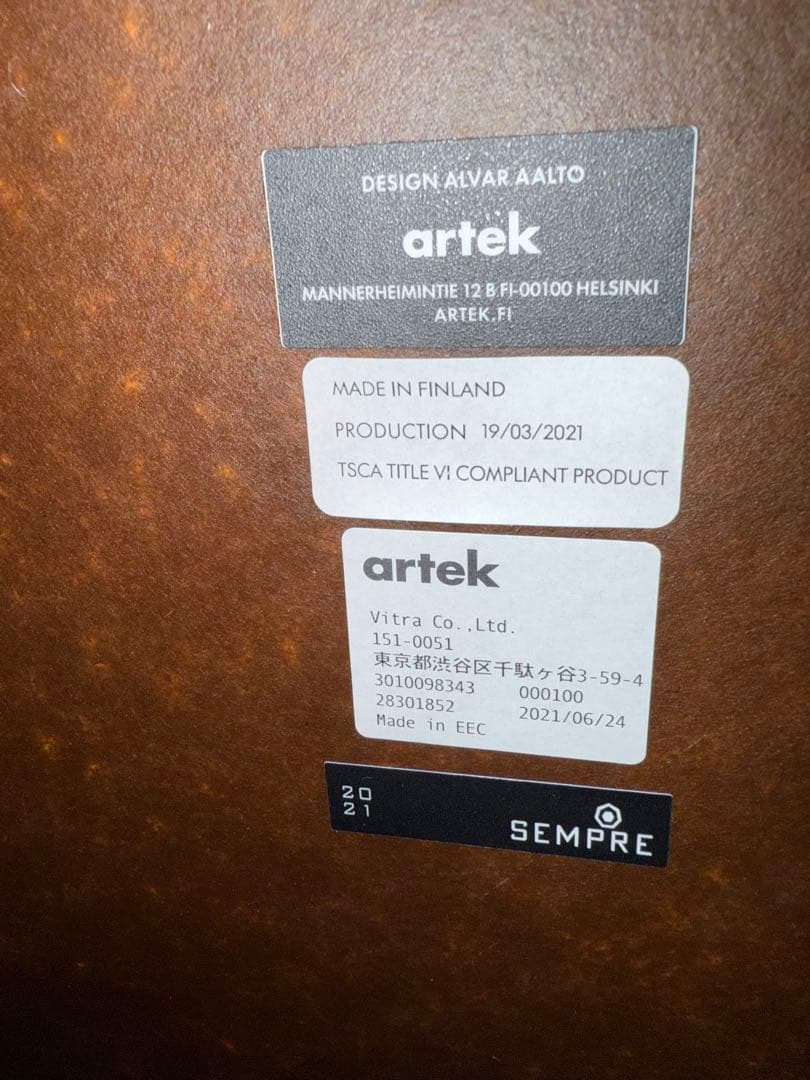 DESIGN ALVAR AALTO
artek
MANNERHEIMINTIE 12 B FI-00100 HELSINKI
ARTEK.FI
MADE IN FINLAND
PRODUCTION 19/03/2021
TSCA TITLE VI COMPLIANT PRODUCT
artek
Vitra Co.,Ltd.
151-0051
東京都渋谷区千駄ヶ谷3-59-4
3010098343 000100
28301852 2021/06/24
Made in EEC
20
21
SEMPRE